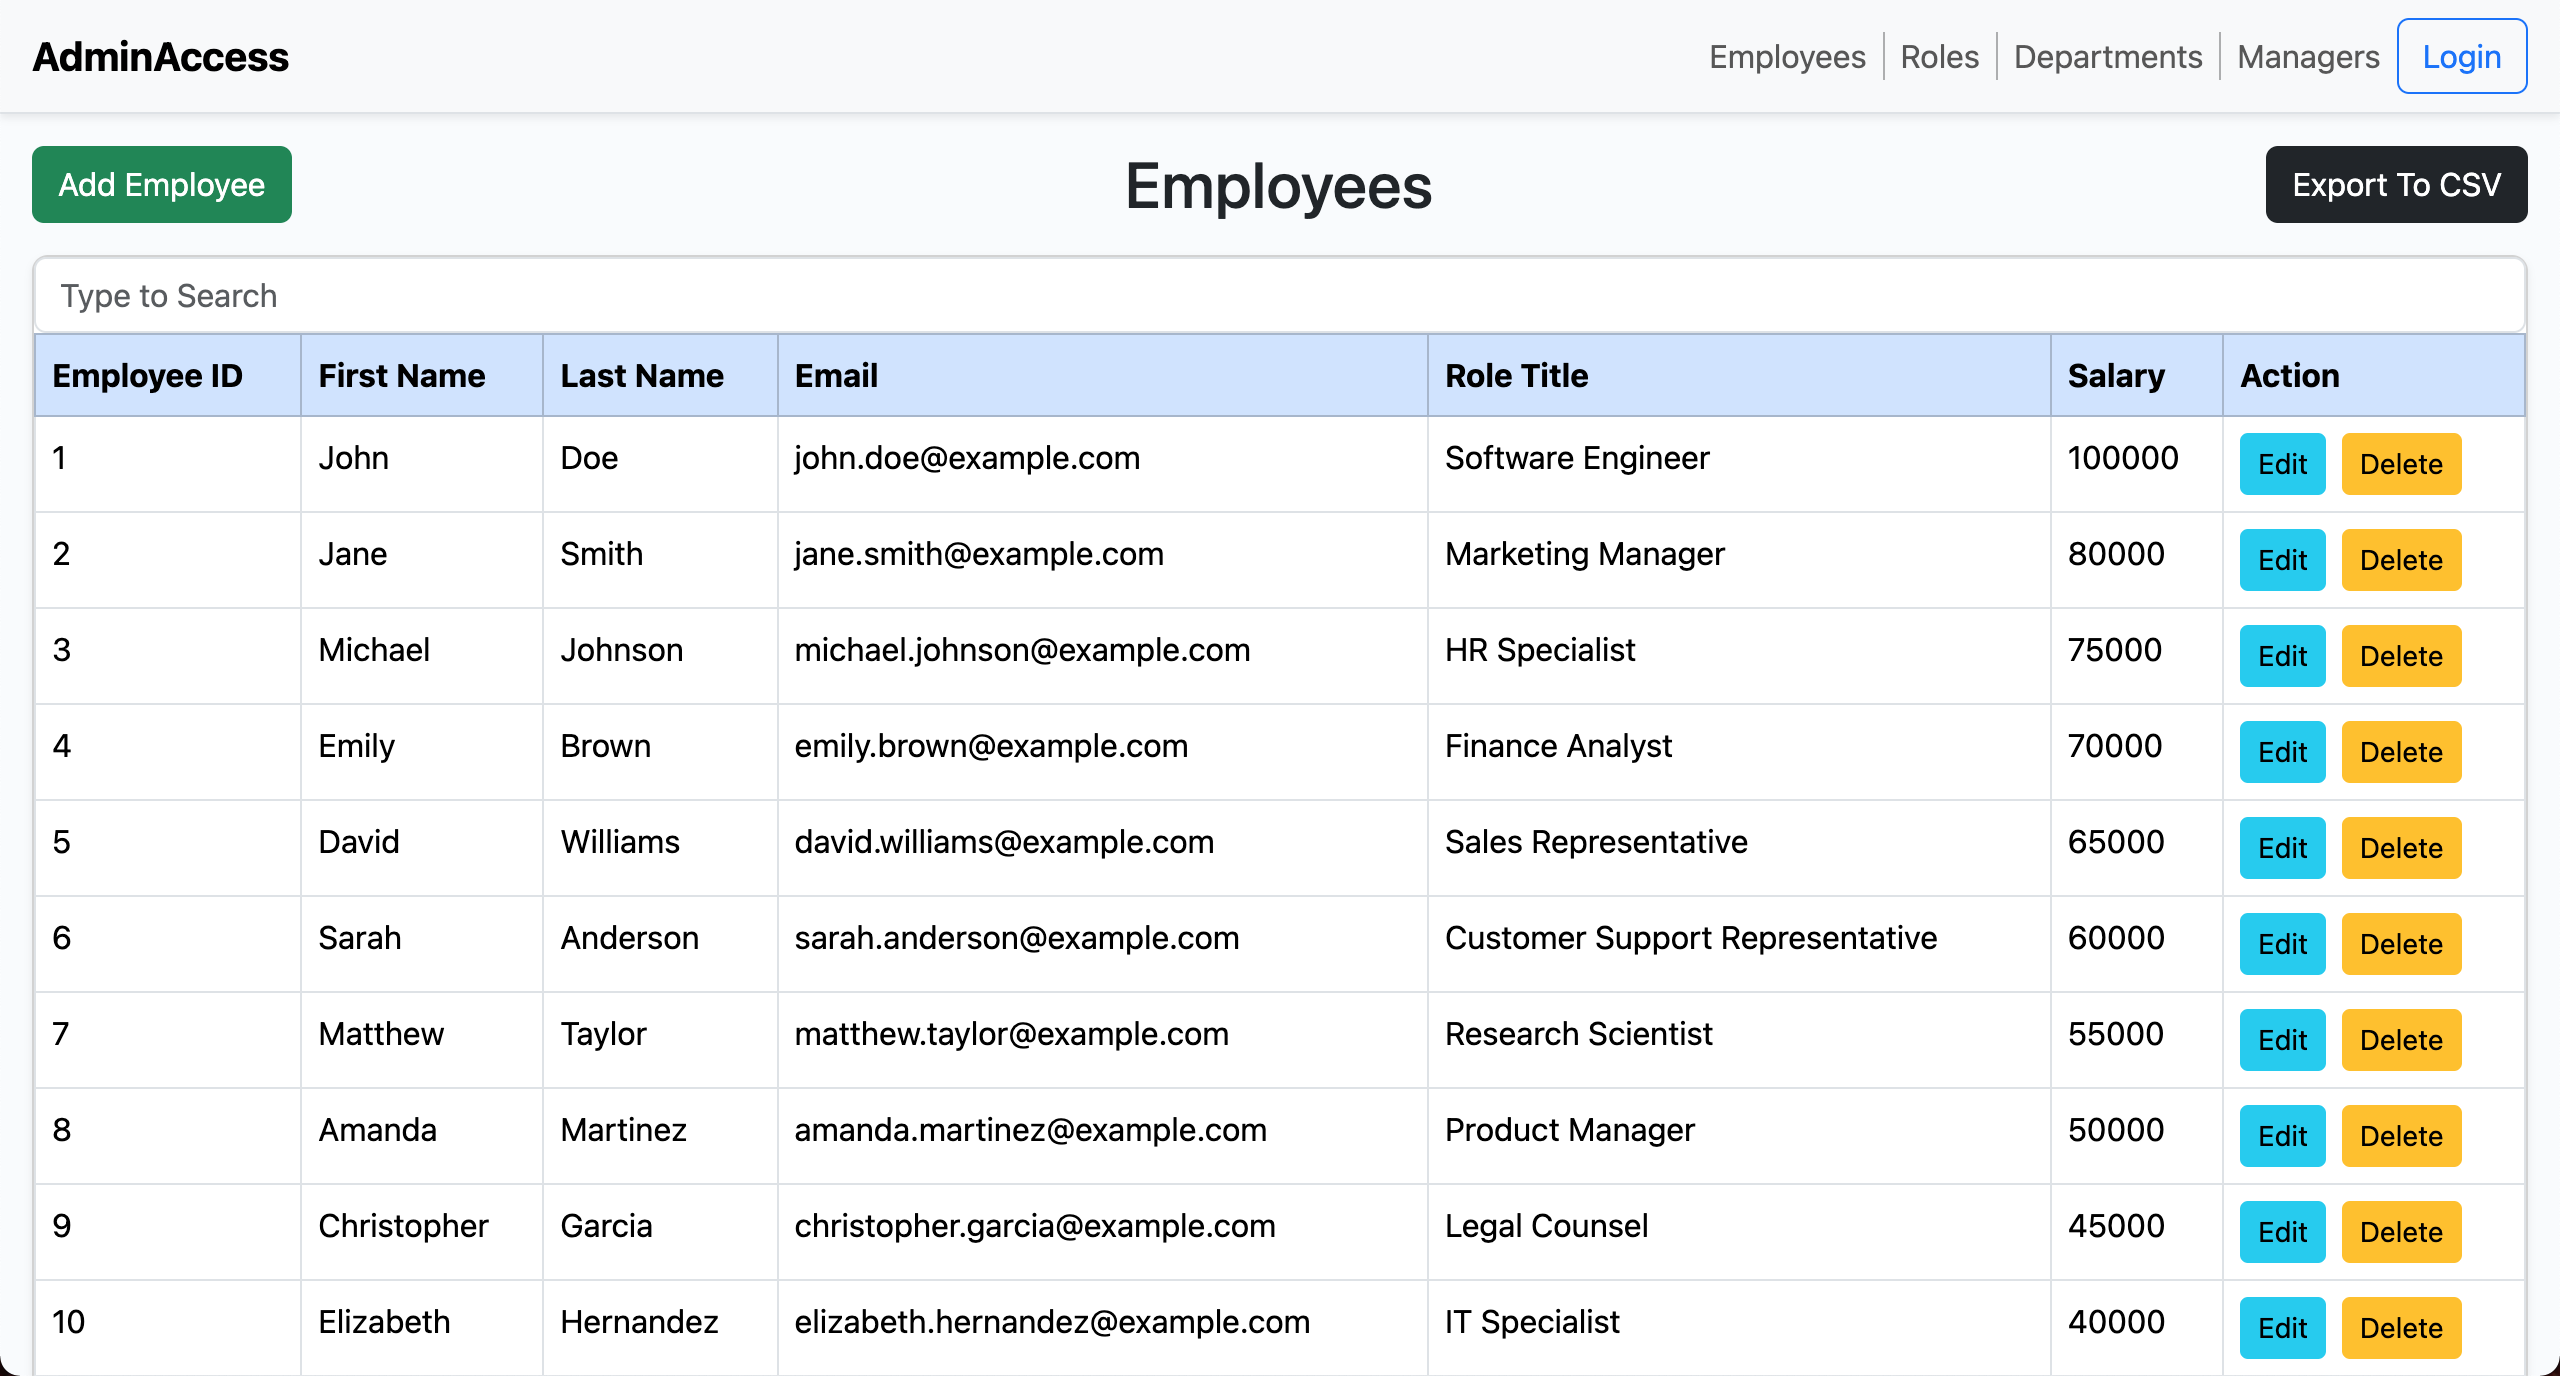 AdminAccess Employees Roles Departments Managers Login
Add Employee Employees Export To CSV
Type to Search
Employee ID First Name Last Name Email Role Title Salary Action
1 John Doe john.doe@example.com Software Engineer 100000 Edit Delete
2 Jane Smith jane.smith@example.com Marketing Manager 80000 Edit Delete
3 Michael Johnson michael.johnson@example.com HR Specialist 75000 Edit Delete
4 Emily Brown emily.brown@example.com Finance Analyst 70000 Edit Delete
5 David Williams david.williams@example.com Sales Representative 65000 Edit Delete
6 Sarah Anderson sarah.anderson@example.com Customer Support Representative 60000 Edit Delete
7 Matthew Taylor matthew.taylor@example.com Research Scientist 55000 Edit Delete
8 Amanda Martinez amanda.martinez@example.com Product Manager 50000 Edit Delete
9 Christopher Garcia christopher.garcia@example.com Legal Counsel 45000 Edit Delete
10 Elizabeth Hernandez elizabeth.hernandez@example.com IT Specialist 40000 Edit Delete